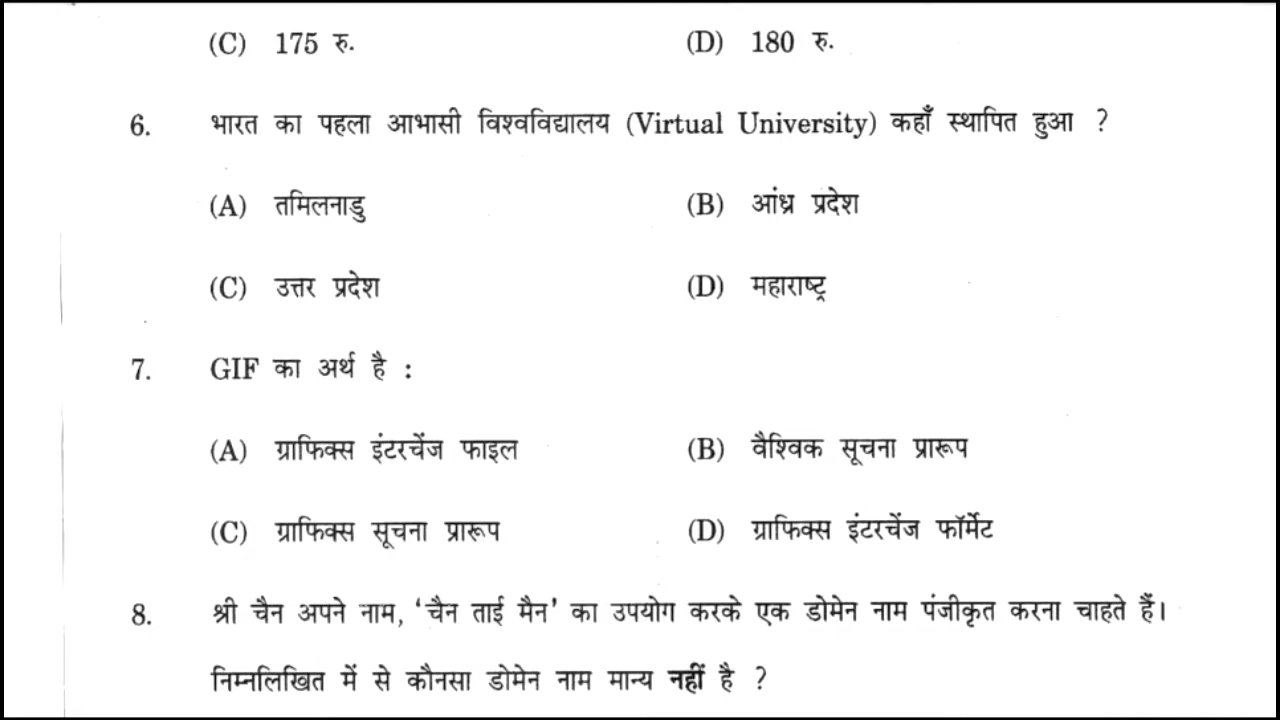 (C) 175 रु. (D) 180 रु.
6. भारत का पहला आभासी विश्वविद्यालय (Virtual University) कहाँ स्थापित हुआ ?
(A) तमिलनाडु (B) आंध्र प्रदेश
(C) उत्तर प्रदेश (D) महाराष्ट्र
7. GIF का अर्थ है :
(A) ग्राफिक्स इंटरचेंज फाइल (B) वैश्विक सूचना प्रारूप
(C) ग्राफिक्स सूचना प्रारूप (D) ग्राफिक्स इंटरचेंज फॉर्मेट
8. श्री चैन अपने नाम, ‘चैन ताई मैन’ का उपयोग करके एक डोमेन नाम पंजीकृत करना चाहते हैं।
निम्नलिखित में से कौनसा डोमेन नाम मान्य नहीं है ?